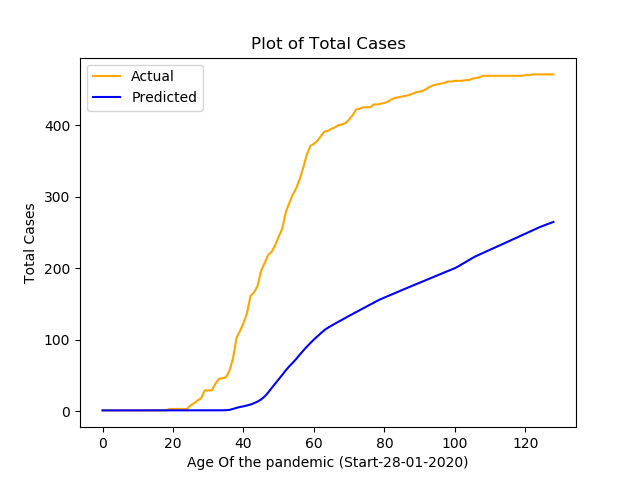 Plot of Total Cases
Actual
Predicted
400
300
200
100
0
Total Cases
0 20 40 60 80 100 120
Age Of the pandemic (Start-28-01-2020)